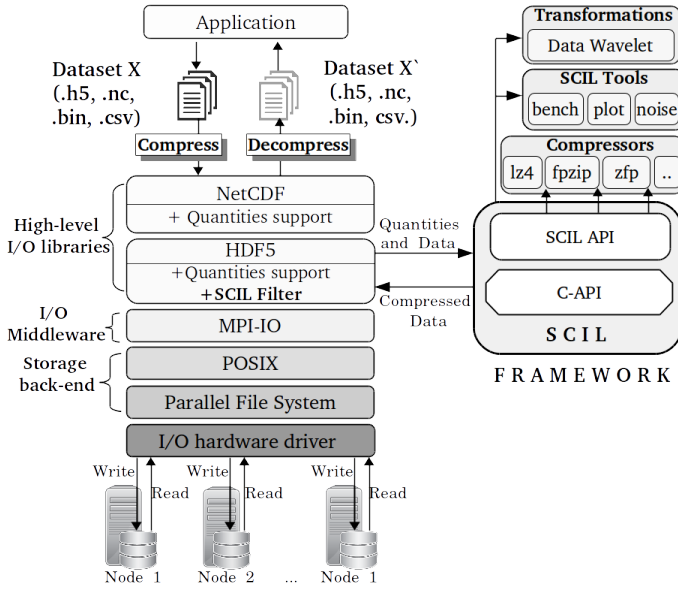 Application
Dataset X
(.h5, .nc,
.bin, .csv)
Dataset X`
(.h5, .nc,
.bin, csv.)
Compress
Decompress
High-level
I/O libraries
NetCDF
+ Quantities support
HDF5
+Quantities support
+SCIL Filter
Quantities
and Data
Compressed
Data
I/O
Middleware
MPI-IO
Storage
back-end
POSIX
Parallel File System
I/O hardware driver
Write
Read
Write
Read
Write
Read
Node 1
Node 2
...
Node 1
Transformations
Data Wavelet
SCIL Tools
bench
plot
noise
Compressors
lz4
fpzip
zfp
..
SCIL API
C-API
SCIL
FRAMEWORK